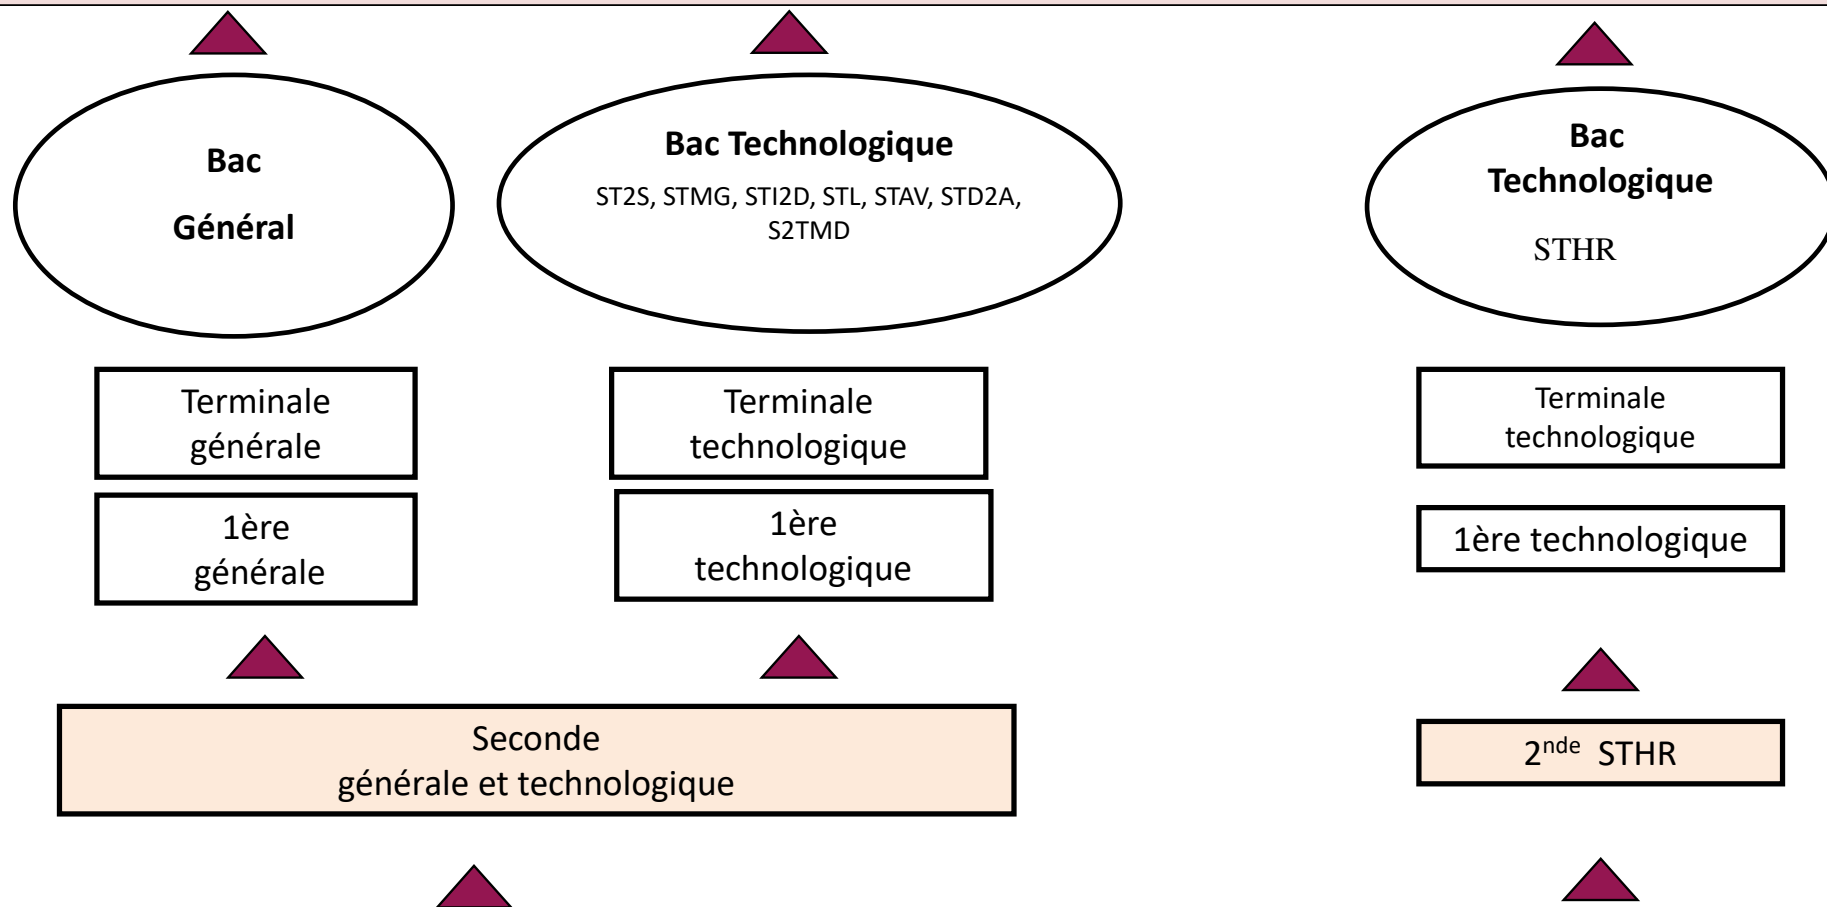 Bac
Général
Bac Technologique
ST2S, STMG, STI2D, STL, STAV, STD2A,
S2TMD
Bac
Technologique
STHR
Terminale
générale
Terminale
technologique
Terminale
technologique
1ère
générale
1ère
technologique
1ère technologique
Seconde
générale et technologique
2nde STHR